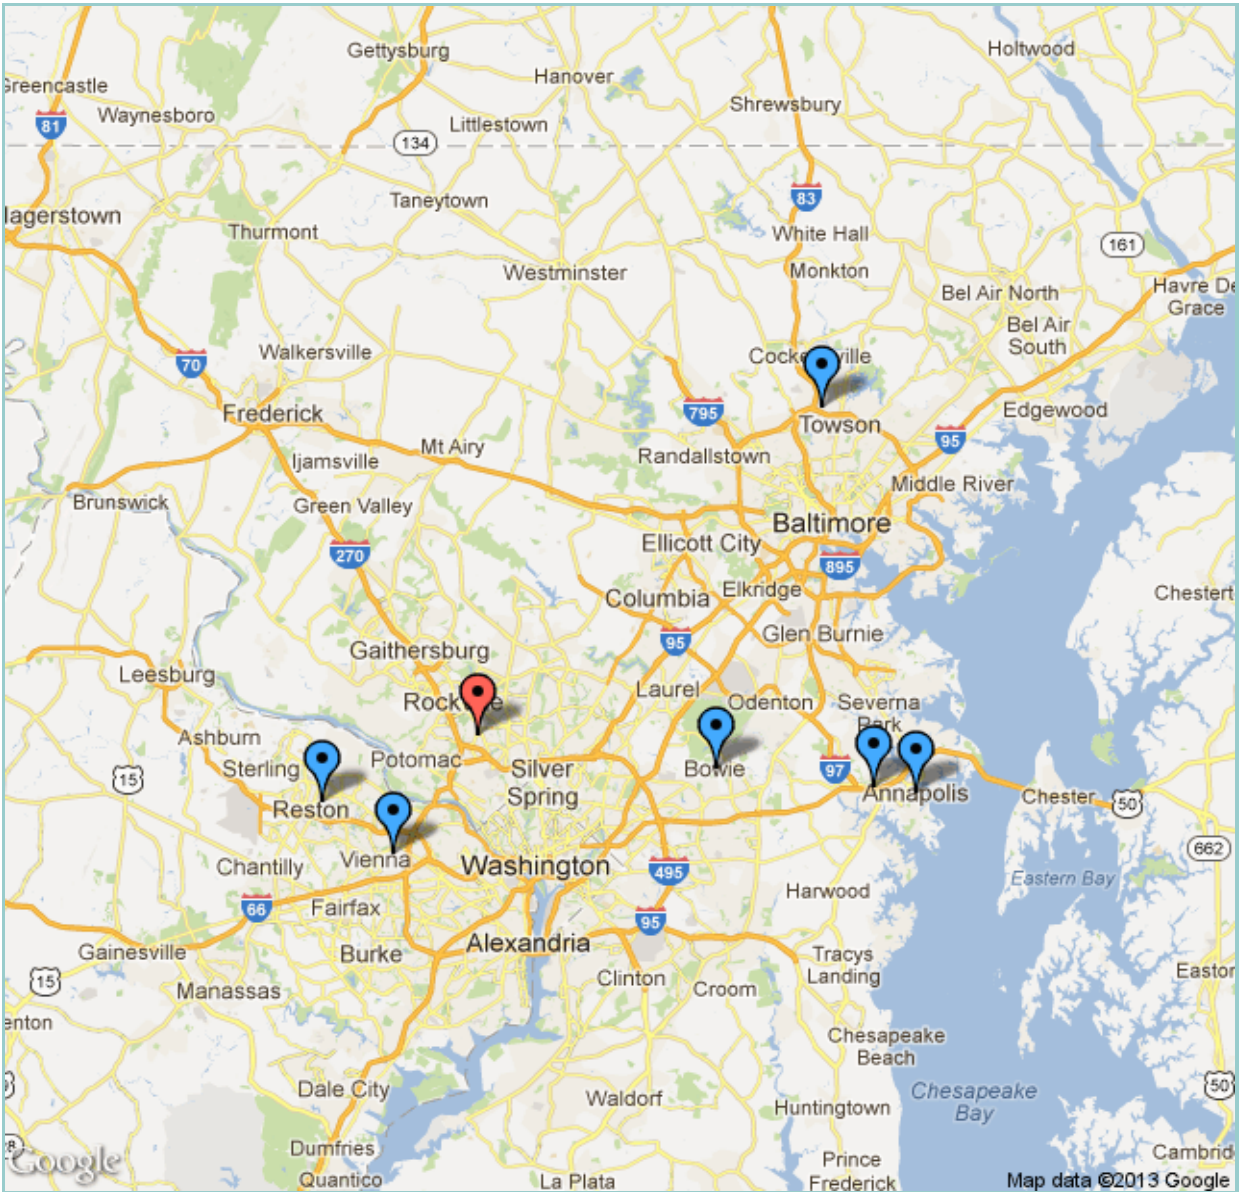 Gettysburg
Holtwood
Hanover
Greencastle
Shrewsbury
Waynesboro
81
Littlestown
134
83
Taneytown
Hagerstown
Thurmont
White Hall
161
Westminster
Monkton
Bel Air North
Havre De
Grace
Bel Air
South
Walkersville
70
Cockeysville
Frederick
795
Towson
Edgewood
95
Mt Airy
Randallstown
Ijamsville
Middle River
Brunswick
Green Valley
Baltimore
Ellicott City
270
895
Elkridge
Columbia
Chestert
95
Glen Burnie
Gaithersburg
Leesburg
Laurel
Rockville
Odenton
Severna
Park
Ashburn
Potomac
Sterling
Silver
Spring
Bowie
97
15
Annapolis
Chester
50
Reston
662
Vienna
Chantilly
Washington
495
Eastern Bay
Harwood
66
Fairfax
95
Alexandria
Gainesville
Burke
Tracys
Landing
Clinton
Easton
15
Manassas
Croom
enton
Chesapeake
Beach
Dale City
50
Waldorf
Chesapeake
Bay
Huntingtown
Dumfries
Cambrid
Google
Quantico
La Plata
Prince
Frederick
Map data ©2013 Google